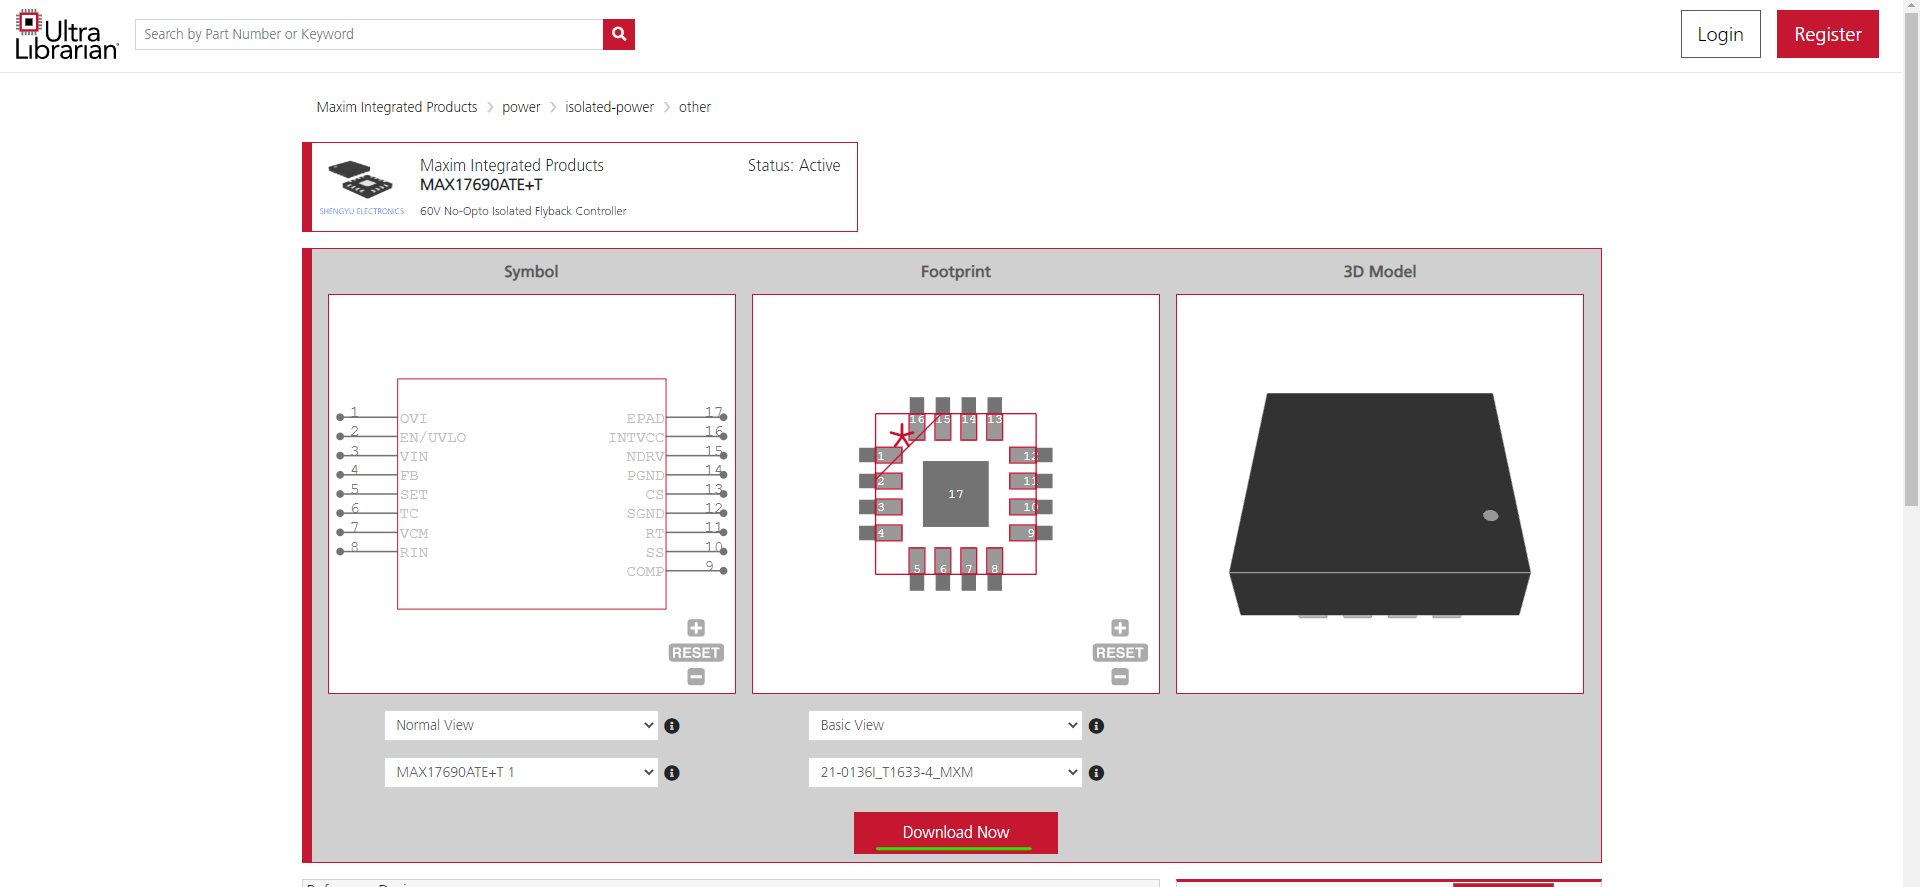 Ultra
Librarian
Search by Part Number or Keyword
Login
Register
Maxim Integrated Products > power > isolated-power > other
Maxim Integrated Products
Status: Active
MAX17690ATE+T
60V No-Opto Isolated Flyback Controller
SHENGYU ELECTRONICS
Symbol
Footprint
3D Model
1 OVI
2 EN/UVLO
3 VIN
4 FB
5 SET
6 TC
7 VCM
8 RIN
EPAD 17
INTVCC 16
NDRV 15
PGND 14
CS 13
SGND 12
RT 11
SS 10
COMP 9
RESET
16 15 14 13
1
2
3
4
17
12
11
10
9
5 6 7 8
RESET
Normal View
MAX17690ATE+T 1
Basic View
21-0136I_T1633-4_MXM
Download Now